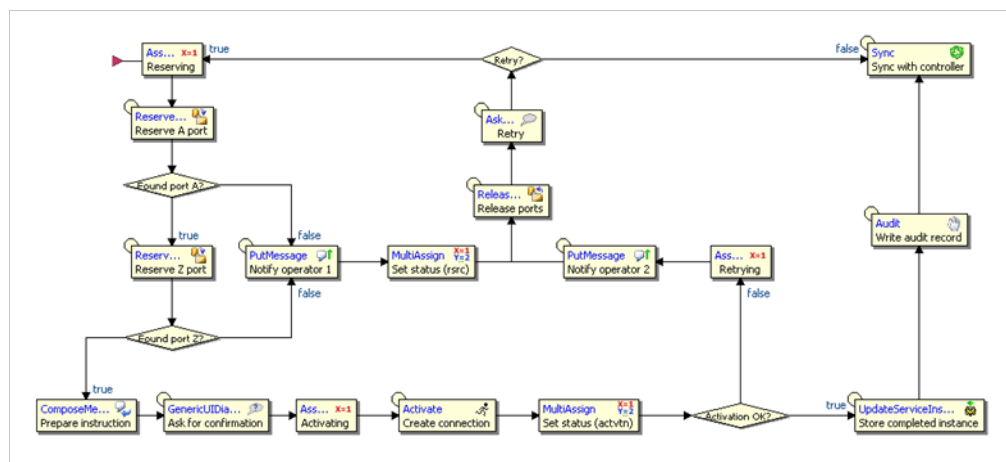 Ass... X=1
Reserving
true
Retry?
false
Sync
Sync with controller
Reserve...
Reserve A port
Ask...
Retry
Found port A?
Releas...
Release ports
false
true
Reserv...
Reserve Z port
PutMessage
Notify operator 1
MultiAssign X=1 Y=2
Set status (rsrc)
PutMessage
Notify operator 2
Ass... X=1
Retrying
Audit
Write audit record
false
false
Found port Z?
true
ComposeMe...
Prepare instruction
GenericUIDia...
Ask for confirmation
Ass... X=1
Activating
Activate
Create connection
MultiAssign X=1 Y=2
Set status (actvtn)
Activation OK?
true
UpdateServiceIns...
Store completed instance